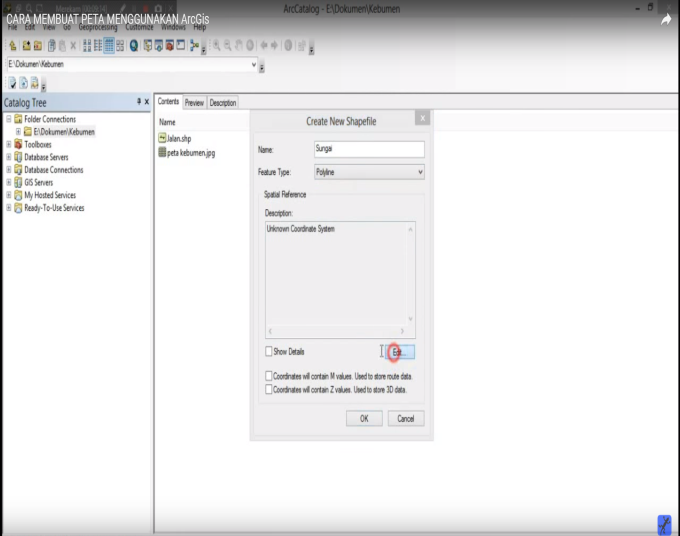 ArcCatalog - E:\Dokumen\Kebumen
CARA MEMBUAT PETA MENGGUNAKAN ArcGis
File Edit View Go Geoprocessing Customize Windows Help
E:\Dokumen\Kebumen
Catalog Tree
Folder Connections
E:\Dokumen\Kebumen
Toolboxes
Database Servers
Database Connections
GIS Servers
My Hosted Services
Ready-To-Use Services
Contents Preview Description
Name
Jalan.shp
peta kebumen.jpg
Create New Shapefile
Name: Sungai
Feature Type: Polyline
Spatial Reference
Description:
Unknown Coordinate System
Show Details
Edit...
Coordinates will contain M values. Used to store route data.
Coordinates will contain Z values. Used to store 3D data.
OK Cancel